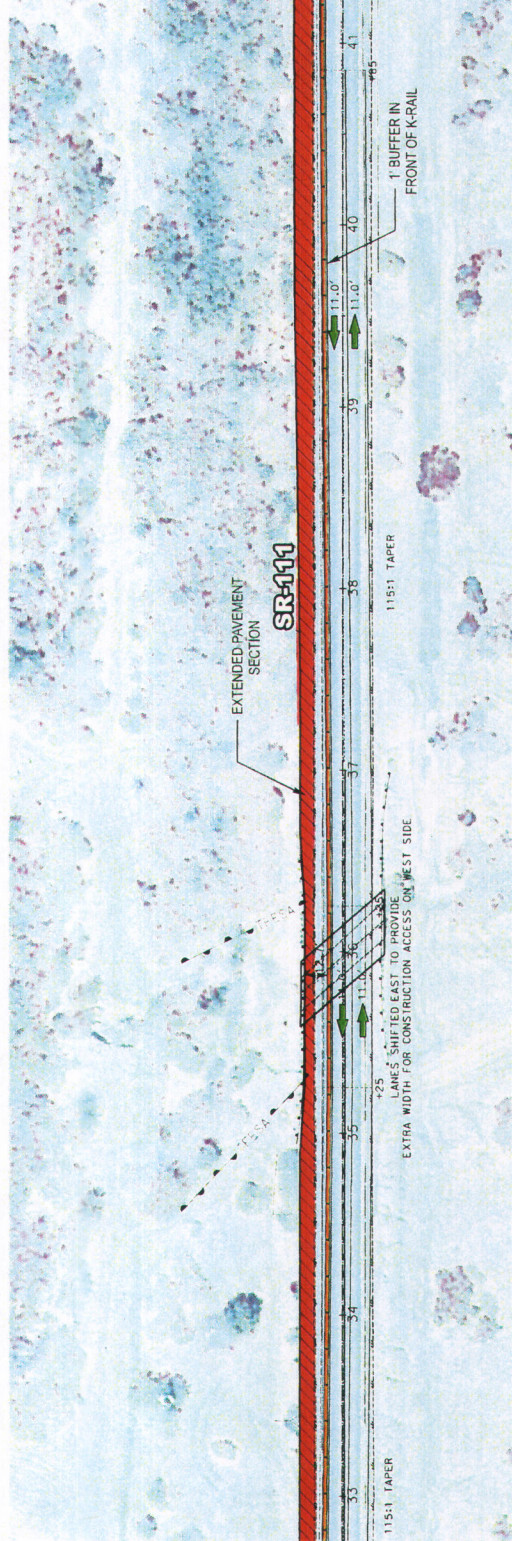 41
+85
1' BUFFER IN
FRONT OF K-RAIL
40
11.0'
11.0'
39
SR-111
38
115:1 TAPER
EXTENDED PAVEMENT
SECTION
37
TESA
36
LANES SHIFTED EAST TO PROVIDE
EXTRA WIDTH FOR CONSTRUCTION ACCESS ON WEST SIDE
+25
TESA
35
34
33
115:1 TAPER